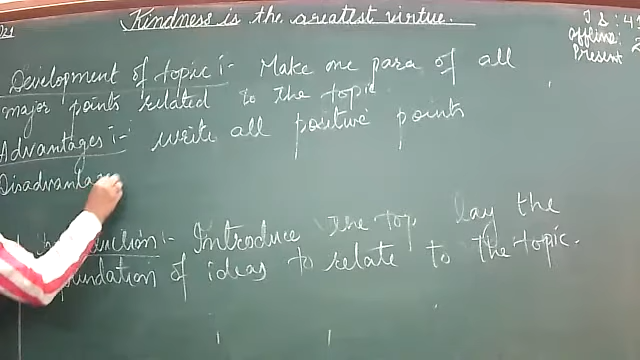 Kindness is the greatest virtue.
T S : 4
offline:
Present 2
Development of topic :- Make one para of all
major points related to the topic
Advantages :- write all positive points
Disadvantag
:- Introduce the top lay the
foundation of ideas to relate to the topic.